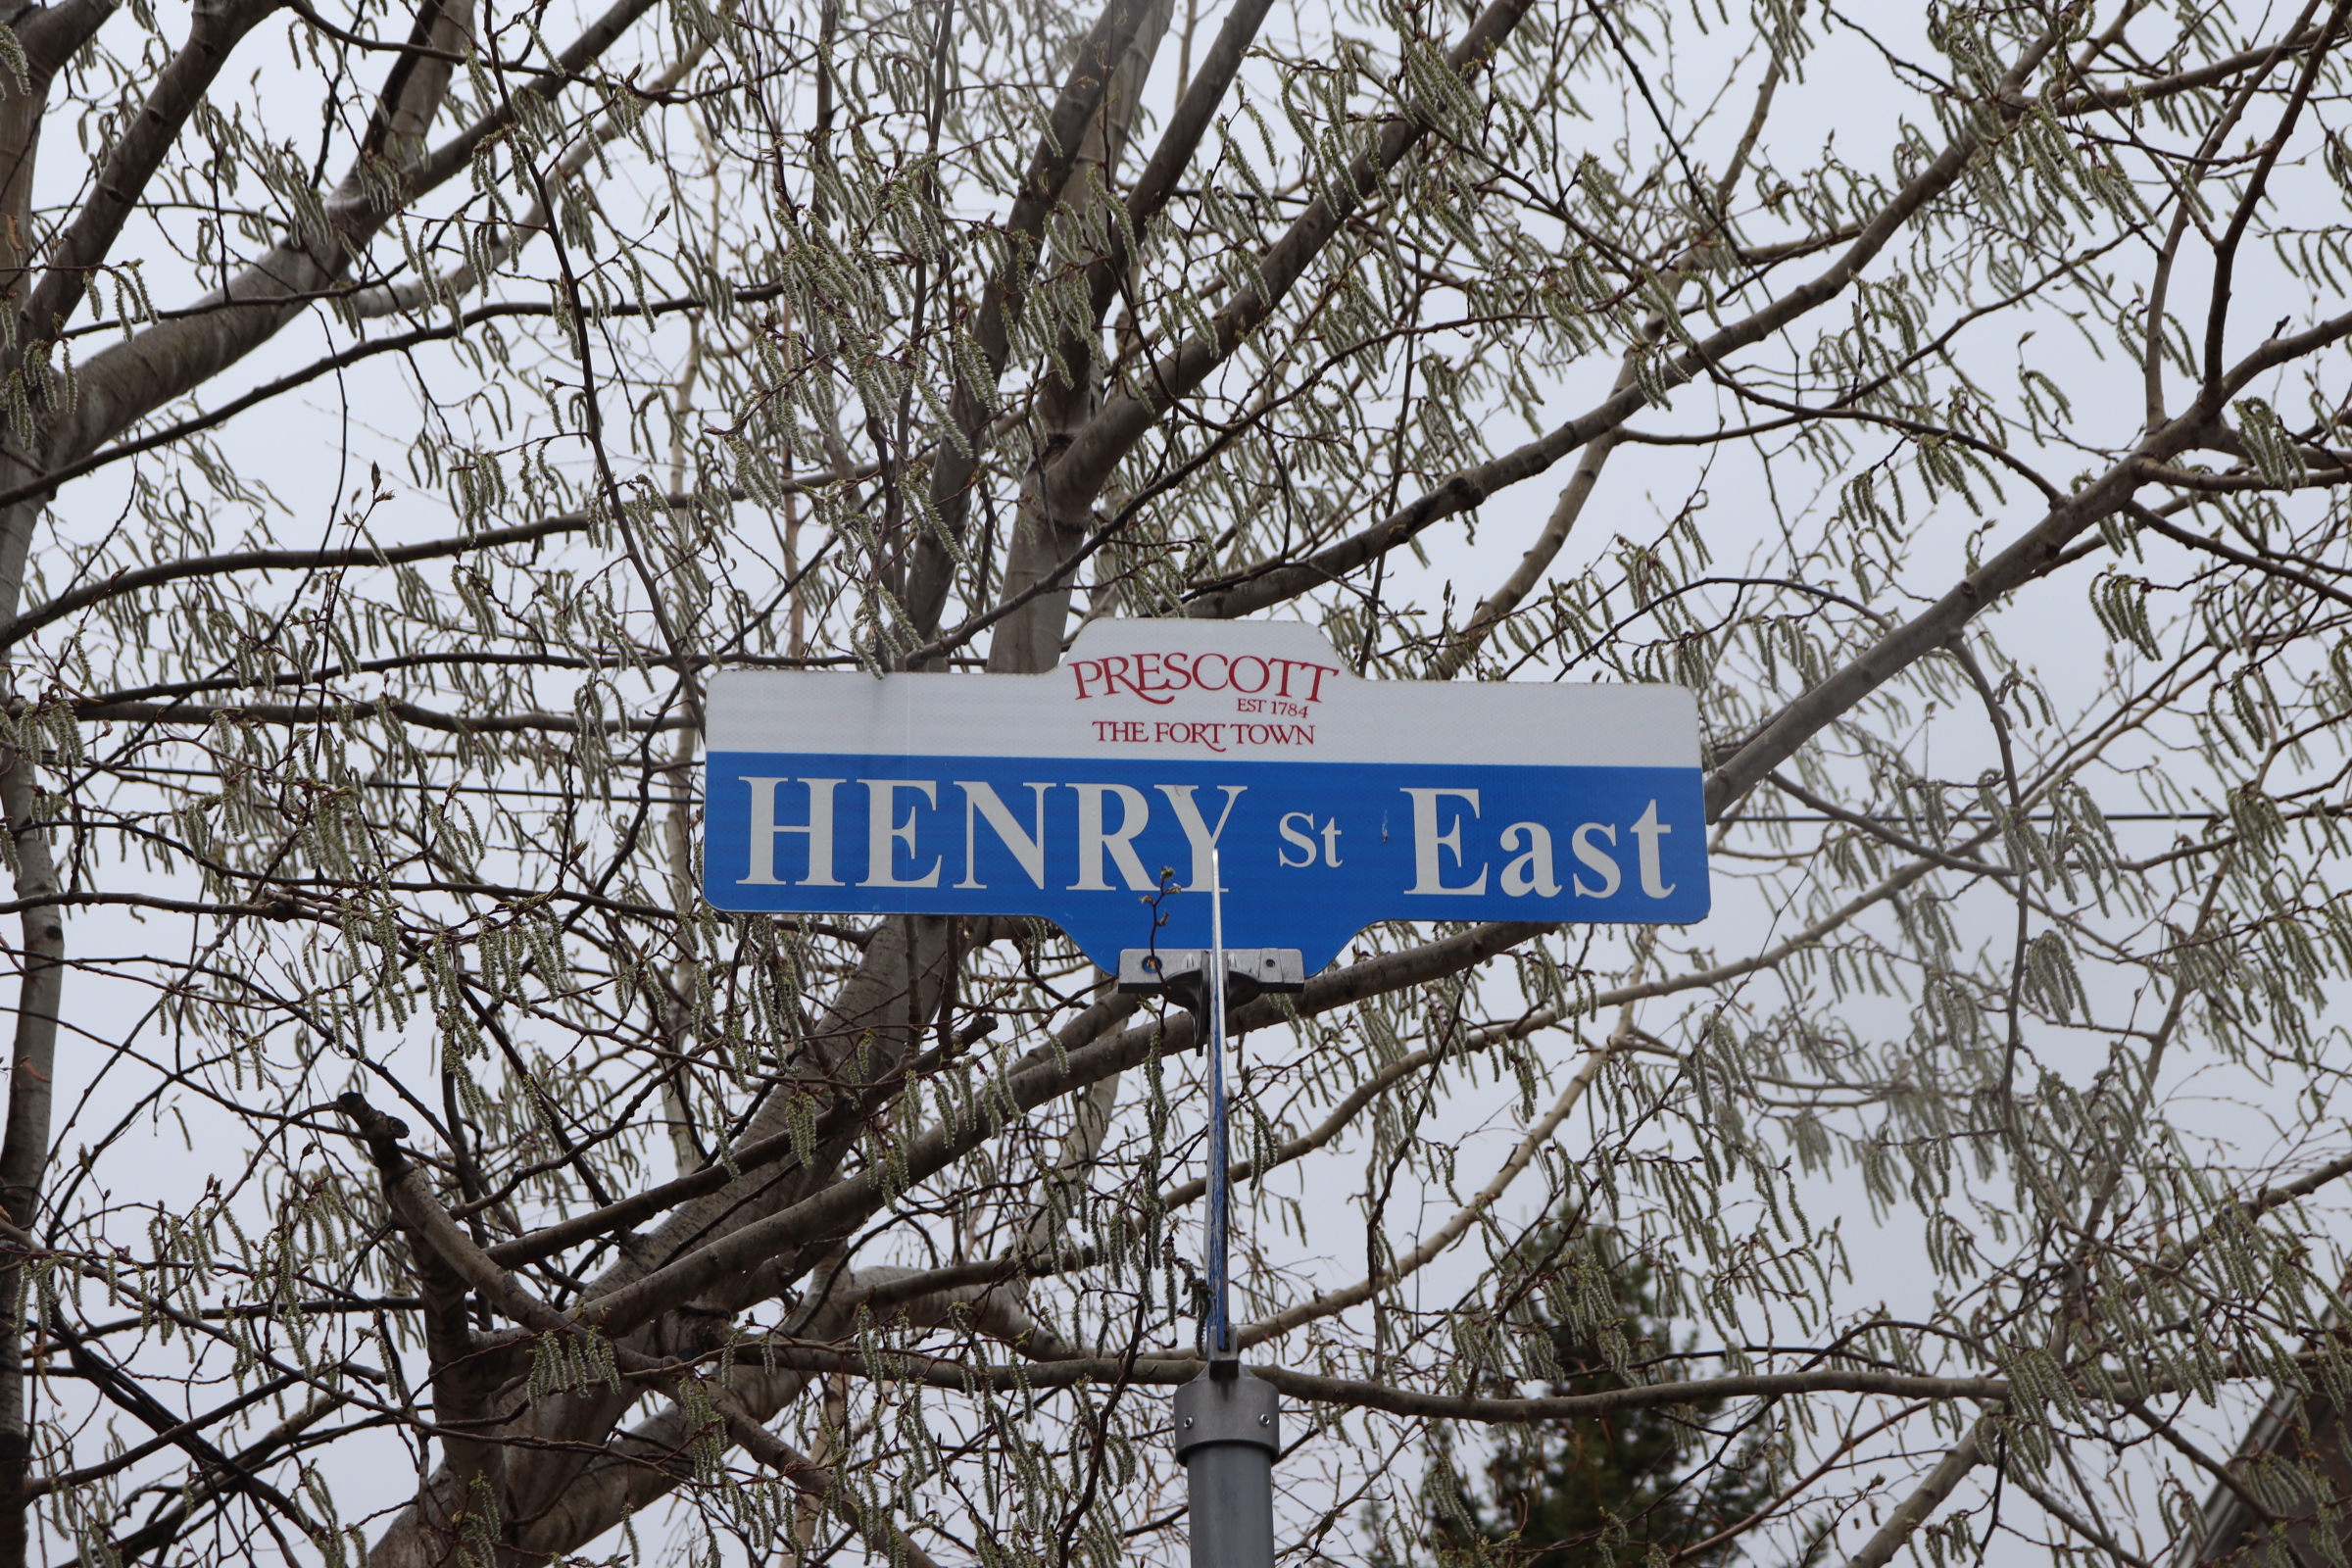 PRESCOTT
EST 1784
THE FORT TOWN
HENRY St East